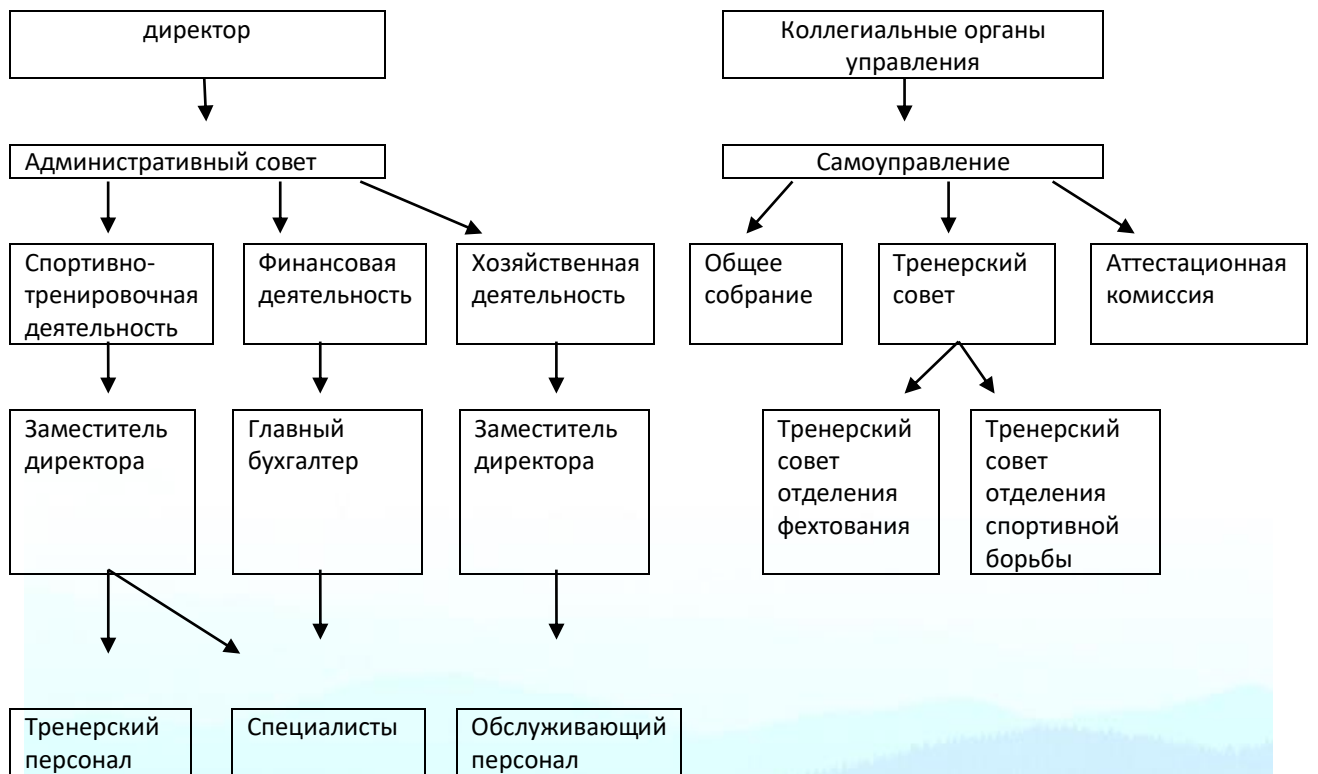 директор
Коллегиальные органы
управления
Административный совет
Самоуправление
Спортивно-
тренировочная
деятельность
Финансовая
деятельность
Хозяйственная
деятельность
Общее
собрание
Тренерский
совет
Аттестационная
комиссия
Заместитель
директора
Главный
бухгалтер
Заместитель
директора
Тренерский
совет
отделения
фехтования
Тренерский
совет
отделения
спортивной
борьбы
Тренерский
персонал
Специалисты
Обслуживающий
персонал